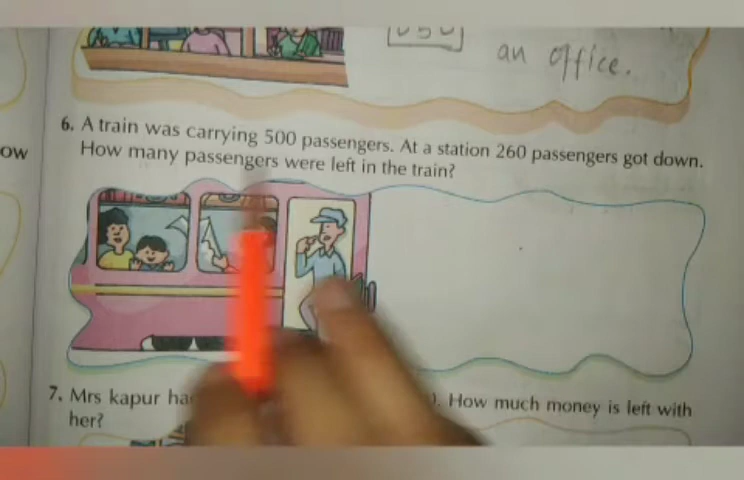 an office.
6. A train was carrying 500 passengers. At a station 260 passengers got down.
ow
How many passengers were left in the train?
7. Mrs kapur ha ). How much money is left with
her?